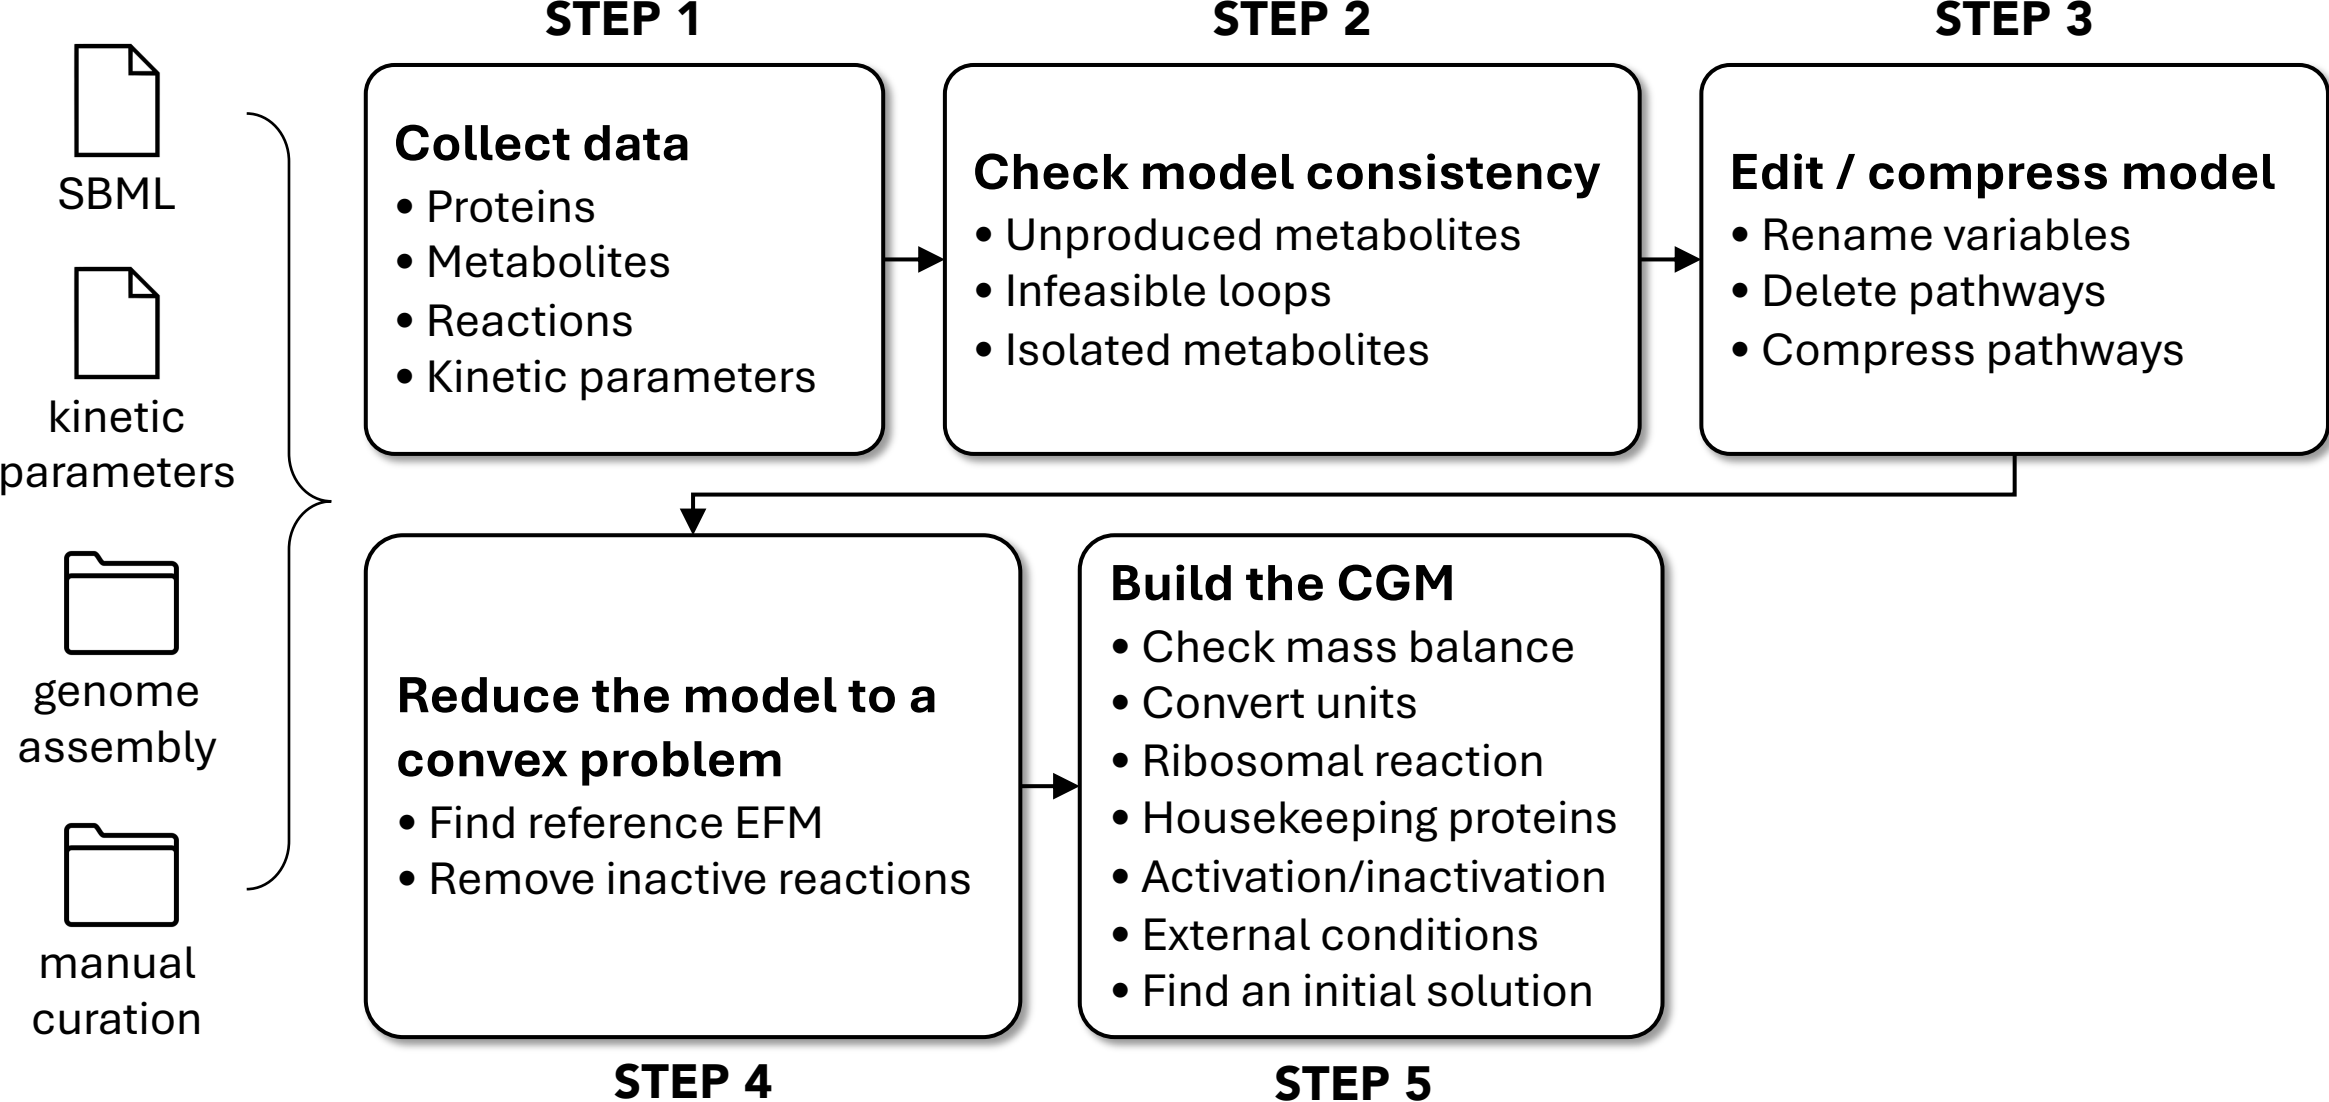 SBML
kinetic
parameters
genome
assembly
manual
curation
STEP 1
Collect data
• Proteins
• Metabolites
• Reactions
• Kinetic parameters
STEP 2
Check model consistency
• Unproduced metabolites
• Infeasible loops
• Isolated metabolites
STEP 3
Edit / compress model
• Rename variables
• Delete pathways
• Compress pathways
Reduce the model to a
convex problem
• Find reference EFM
• Remove inactive reactions
STEP 4
Build the CGM
• Check mass balance
• Convert units
• Ribosomal reaction
• Housekeeping proteins
• Activation/inactivation
• External conditions
• Find an initial solution
STEP 5